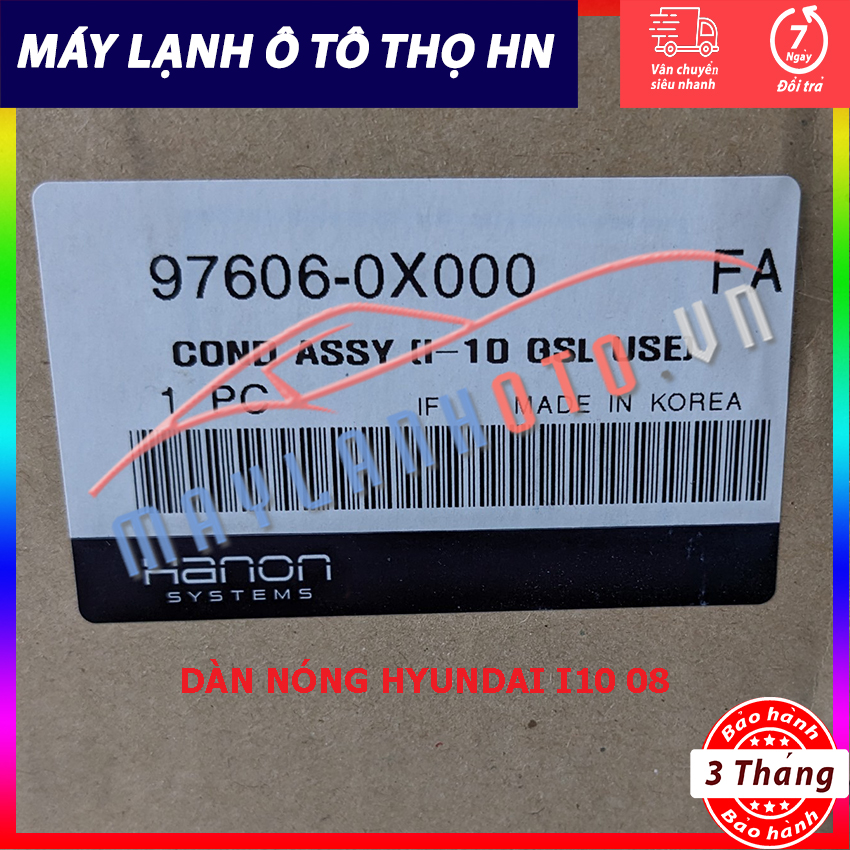 MÁY LẠNH Ô TÔ THỌ HN
Vân chuyển
siêu nhanh
7
Ngày
Đổi trả
97606-0X000 FA
COND ASSY (I-10 GSL USE)
1 PC IF MADE IN KOREA
MAYLANHOTO.VN
Hanon
SYSTEMS
DÀN NÓNG HYUNDAI I10 08
Bảo hành
3 Tháng
Bảo hành